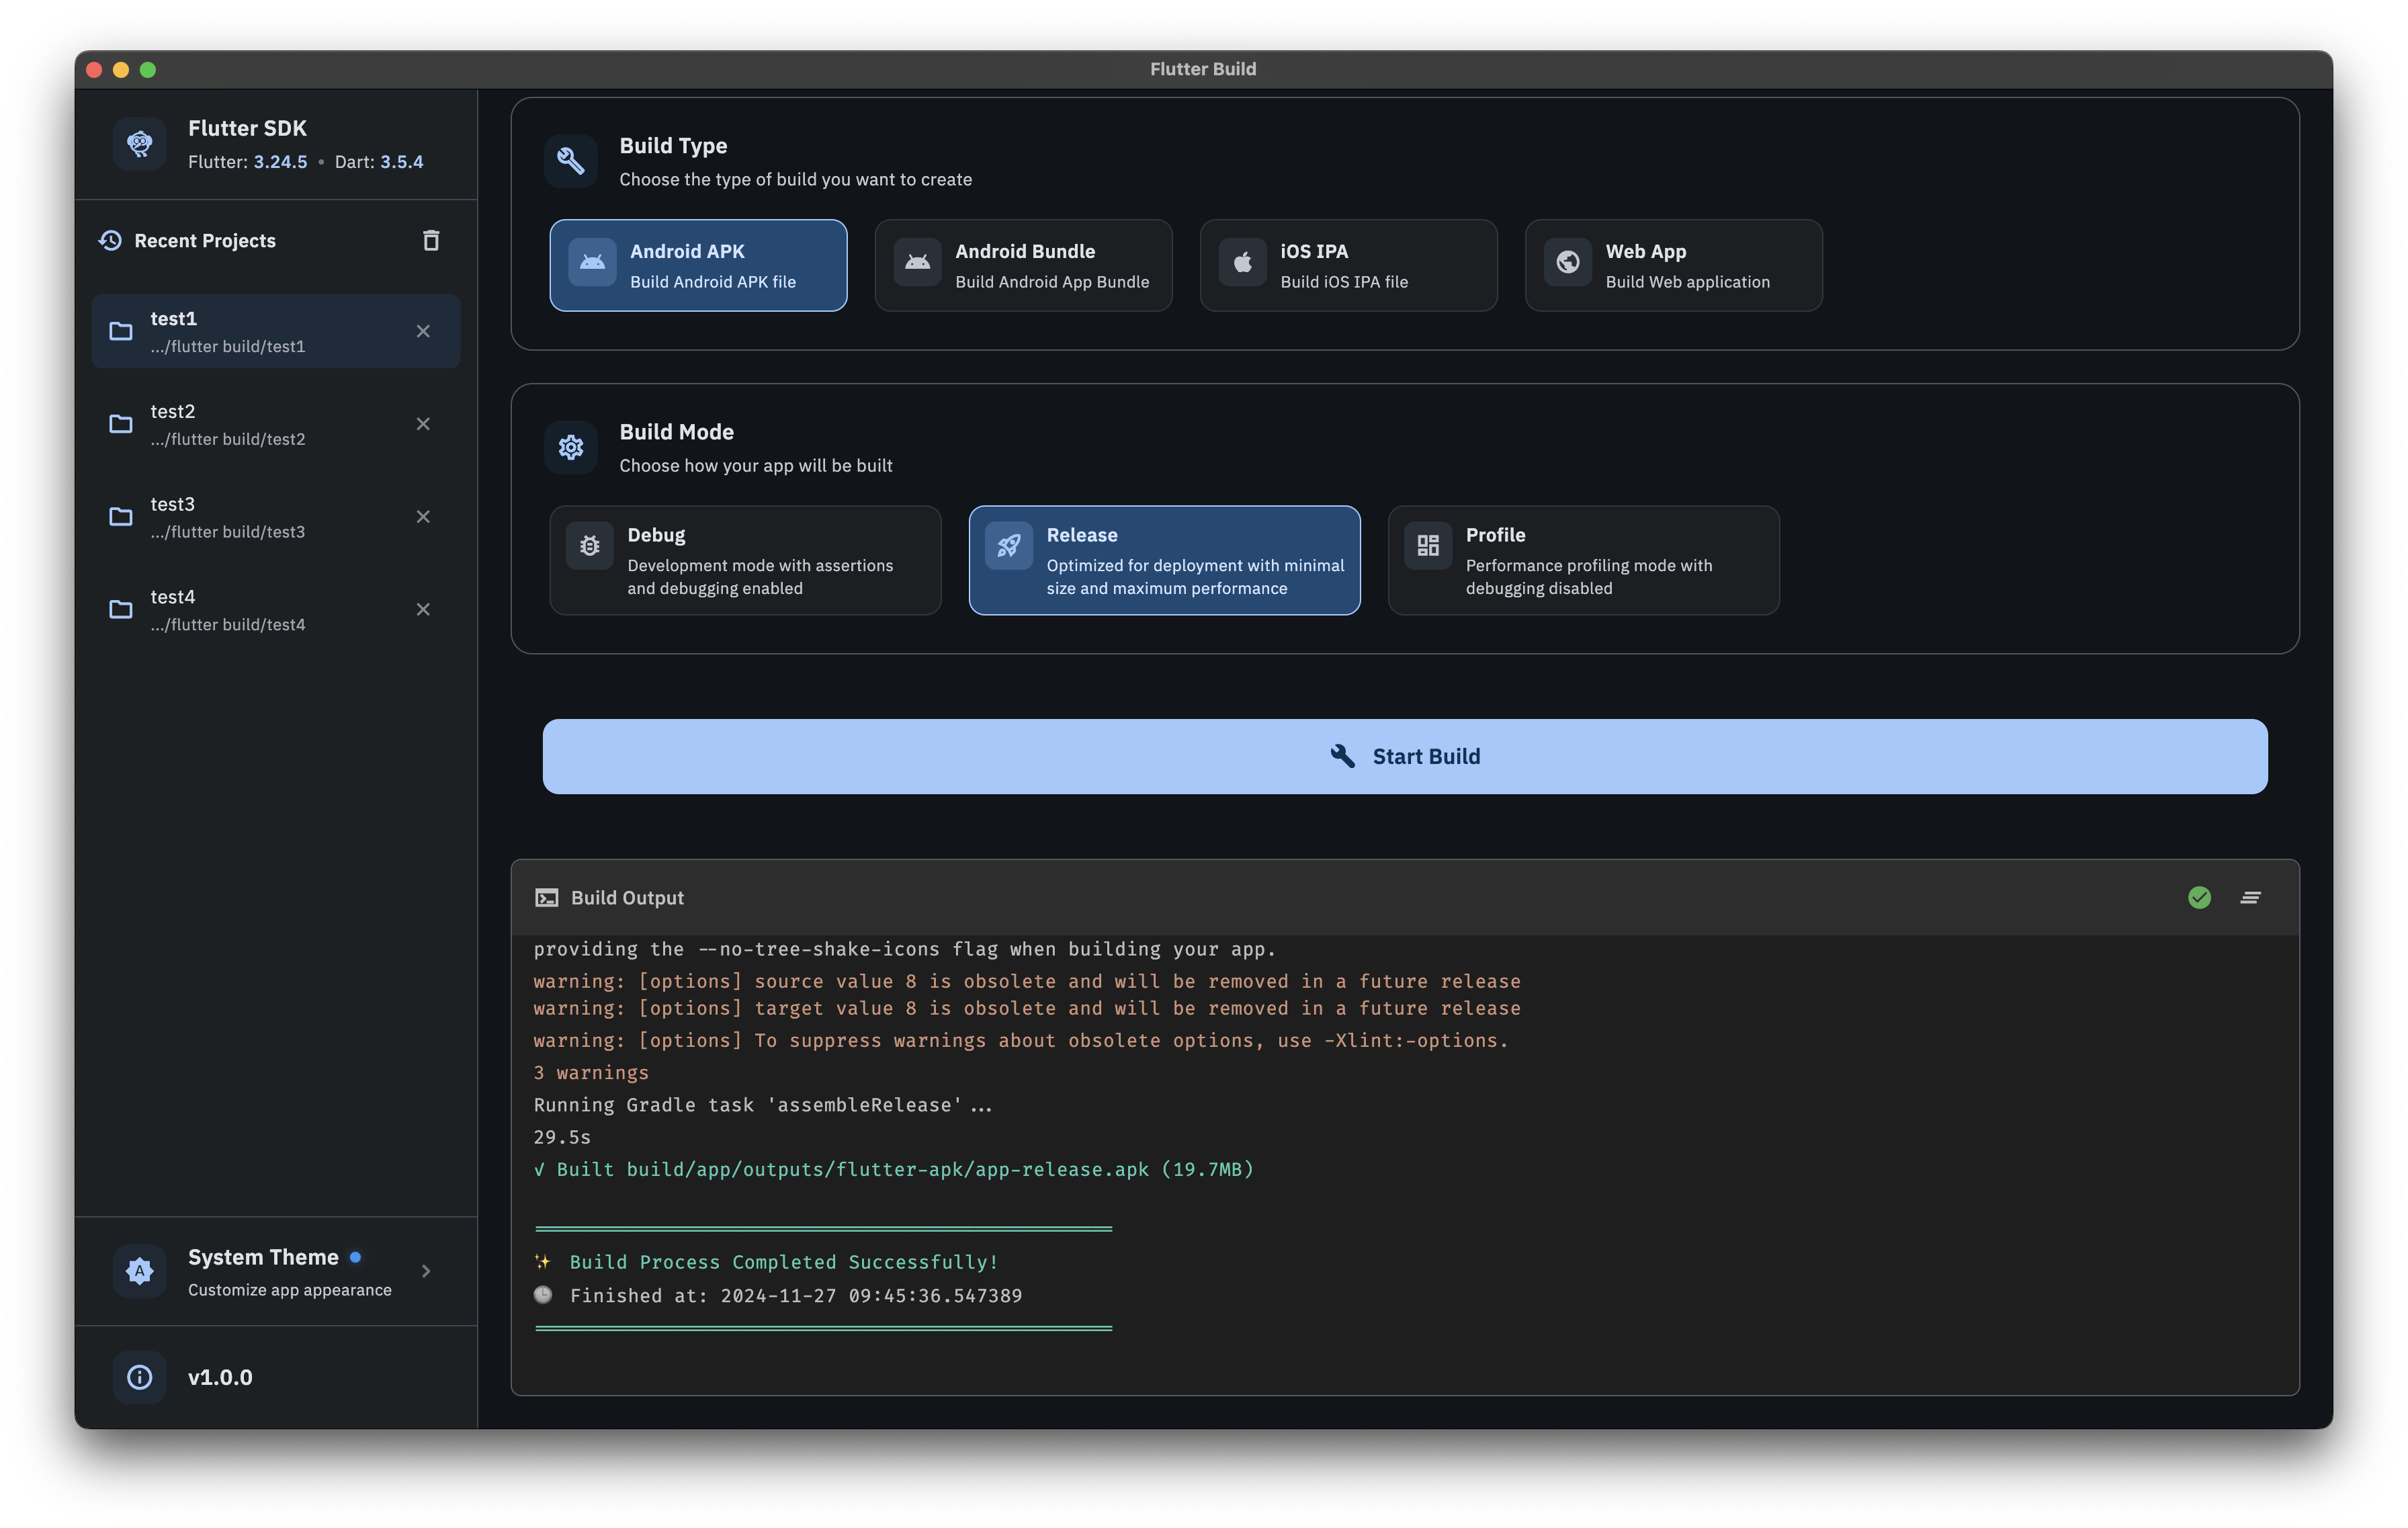 Flutter Build
Flutter SDK
Flutter: 3.24.5 • Dart: 3.5.4
Recent Projects
test1
.../flutter build/test1
test2
.../flutter build/test2
test3
.../flutter build/test3
test4
.../flutter build/test4
System Theme
Customize app appearance
v1.0.0
Build Type
Choose the type of build you want to create
Android APK
Build Android APK file
Android Bundle
Build Android App Bundle
iOS IPA
Build iOS IPA file
Web App
Build Web application
Build Mode
Choose how your app will be built
Debug
Development mode with assertions
and debugging enabled
Release
Optimized for deployment with minimal
size and maximum performance
Profile
Performance profiling mode with
debugging disabled
Start Build
Build Output
providing the --no-tree-shake-icons flag when building your app.
warning: [options] source value 8 is obsolete and will be removed in a future release
warning: [options] target value 8 is obsolete and will be removed in a future release
warning: [options] To suppress warnings about obsolete options, use -Xlint:-options.
3 warnings
Running Gradle task 'assembleRelease'...
29.5s
√ Built build/app/outputs/flutter-apk/app-release.apk (19.7MB)
✨ Build Process Completed Successfully!
🕒 Finished at: 2024-11-27 09:45:36.547389